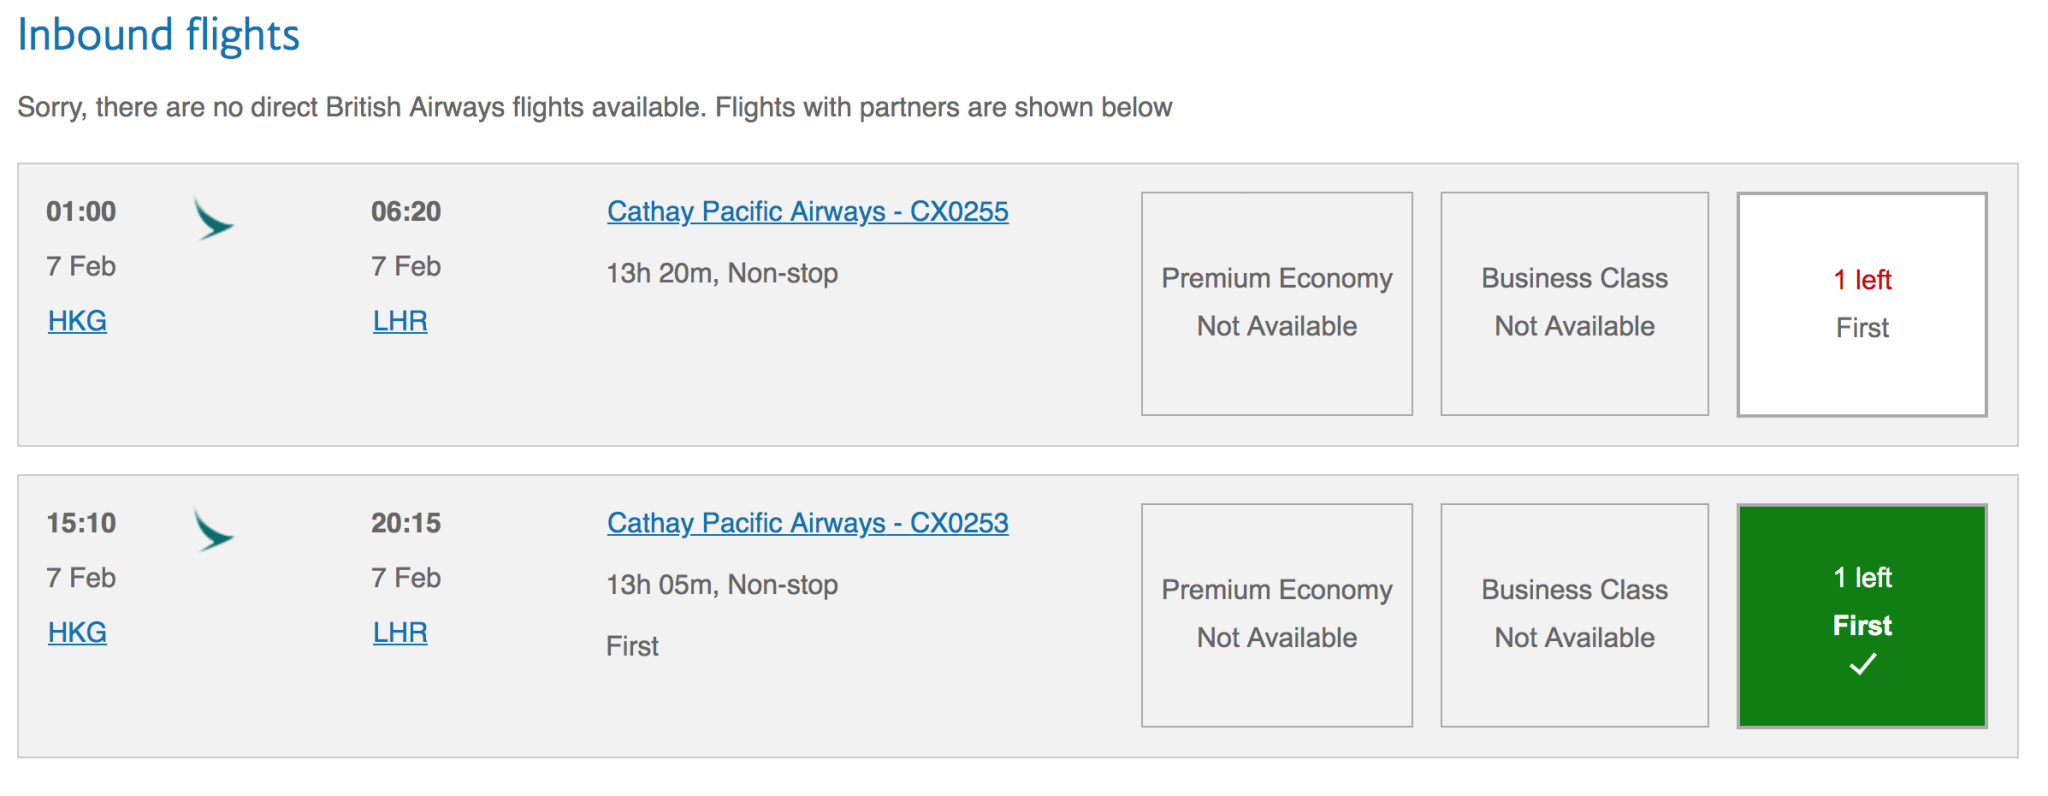 Inbound flights
Sorry, there are no direct British Airways flights available. Flights with partners are shown below
01:00
7 Feb
HKG
06:20
7 Feb
LHR
Cathay Pacific Airways - CX0255
13h 20m, Non-stop
Premium Economy
Not Available
Business Class
Not Available
1 left
First
15:10
7 Feb
HKG
20:15
7 Feb
LHR
Cathay Pacific Airways - CX0253
13h 05m, Non-stop
First
Premium Economy
Not Available
Business Class
Not Available
1 left
First